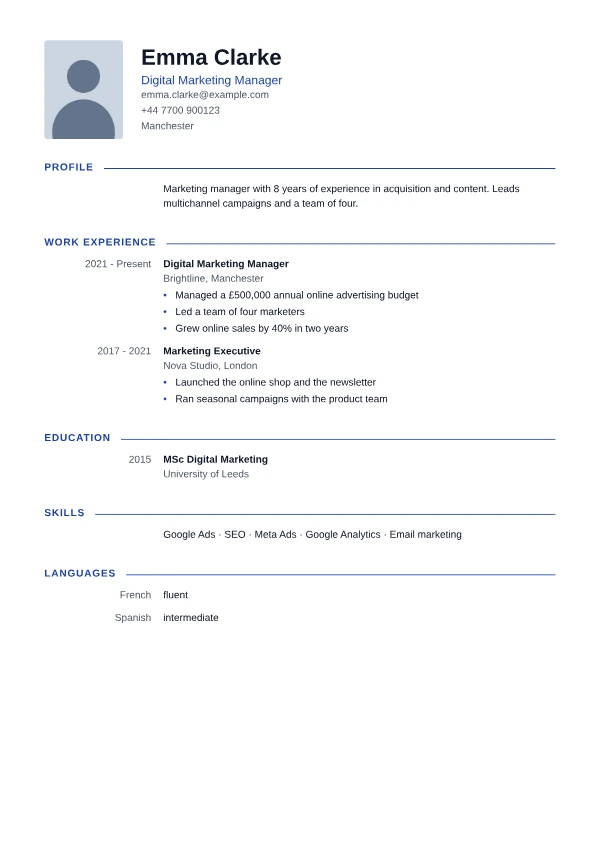 Emma Clarke
Digital Marketing Manager
emma.clarke@example.com
+44 7700 900123
Manchester
PROFILE
Marketing manager with 8 years of experience in acquisition and content. Leads
multichannel campaigns and a team of four.
WORK EXPERIENCE
2021 - Present Digital Marketing Manager
Brightline, Manchester
• Managed a £500,000 annual online advertising budget
• Led a team of four marketers
• Grew online sales by 40% in two years
2017 - 2021 Marketing Executive
Nova Studio, London
• Launched the online shop and the newsletter
• Ran seasonal campaigns with the product team
EDUCATION
2015 MSc Digital Marketing
University of Leeds
SKILLS
Google Ads · SEO · Meta Ads · Google Analytics · Email marketing
LANGUAGES
French fluent
Spanish intermediate